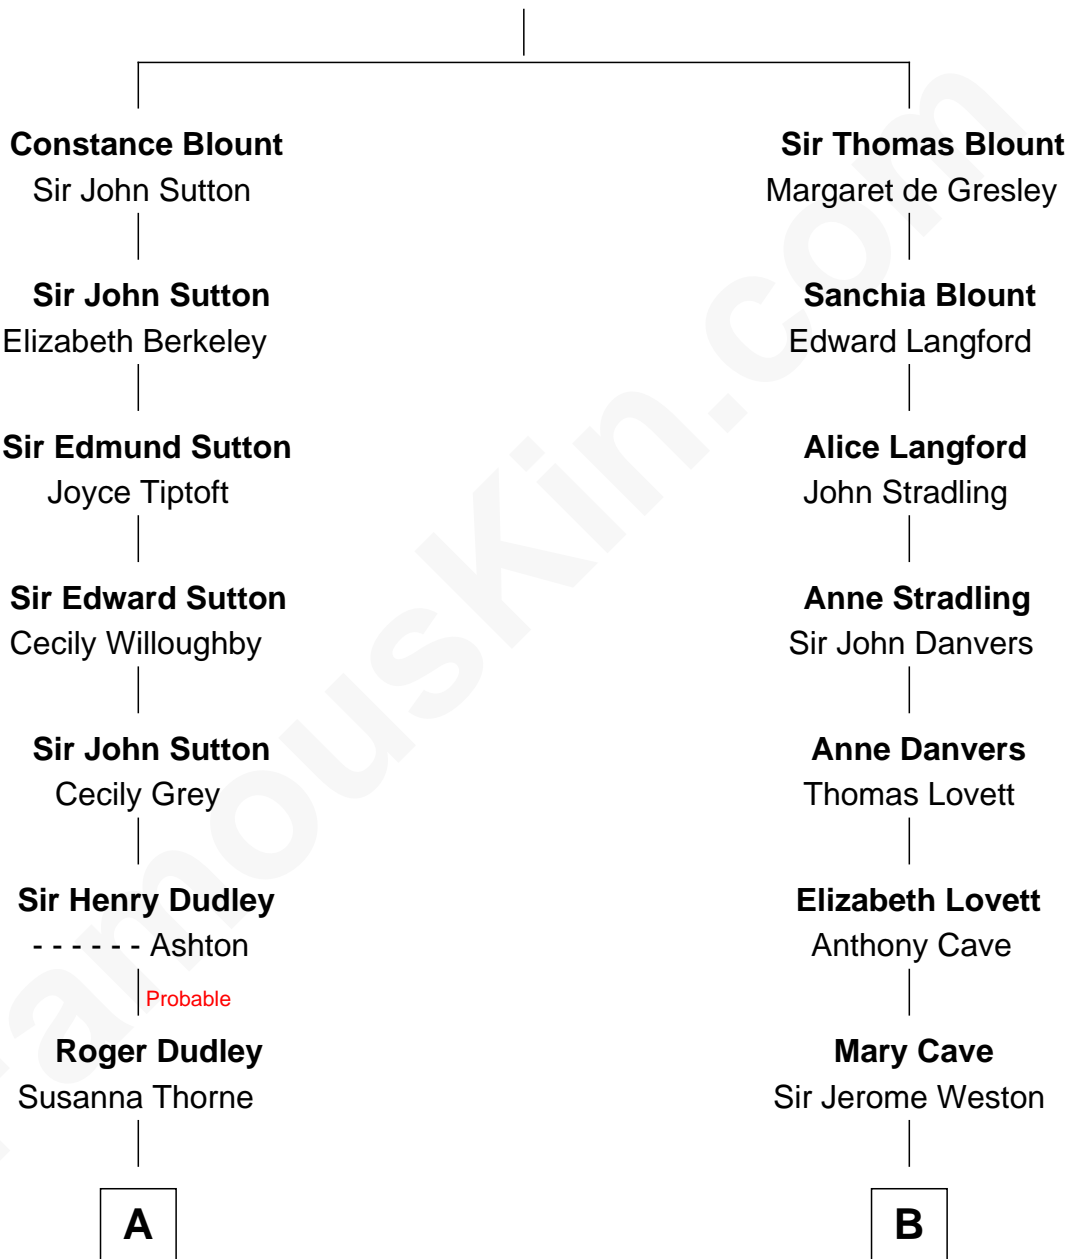 Constance Blount
Sir John Sutton
Sir John Sutton
Elizabeth Berkeley
Sir Edmund Sutton
Joyce Tiptoft
Sir Edward Sutton
Cecily Willoughby
Sir John Sutton
Cecily Grey
Sir Henry Dudley
- - - - - - Ashton
Probable
Roger Dudley
Susanna Thorne
A
Sir Thomas Blount
Margaret de Gresley
Sanchia Blount
Edward Langford
Alice Langford
John Stradling
Anne Stradling
Sir John Danvers
Anne Danvers
Thomas Lovett
Elizabeth Lovett
Anthony Cave
Mary Cave
Sir Jerome Weston
B
FamousKin.com